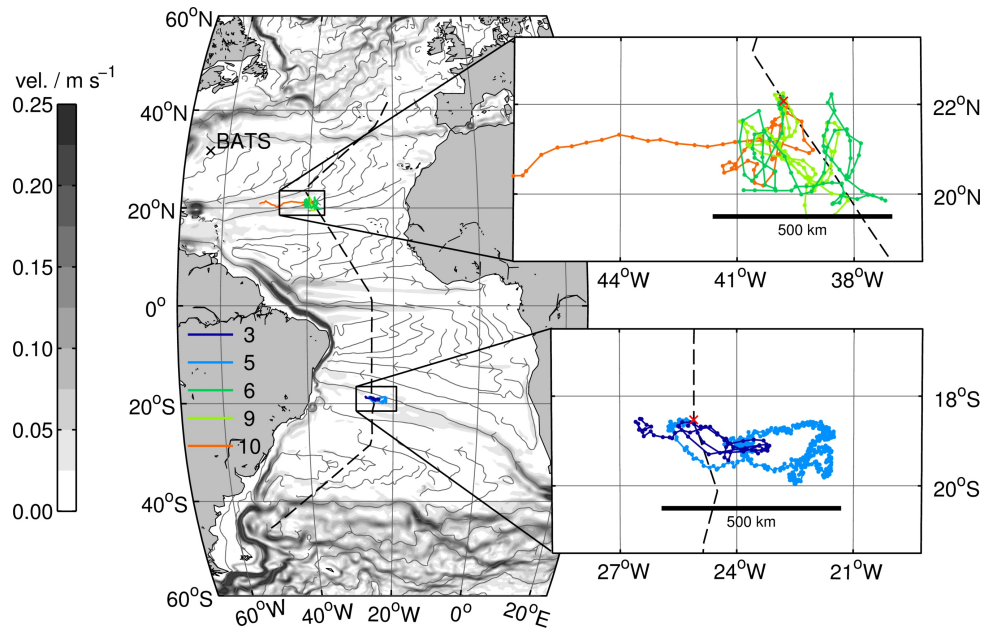 vel. / m s⁻¹
0.25
0.20
0.15
0.10
0.05
0.00
60°N
40°N
20°N
0°
20°S
40°S
60°S
BATS
3
5
6
9
10
60°W
40°W
20°W
0°
20°E
22°N
20°N
500 km
44°W
41°W
38°W
18°S
20°S
500 km
27°W
24°W
21°W